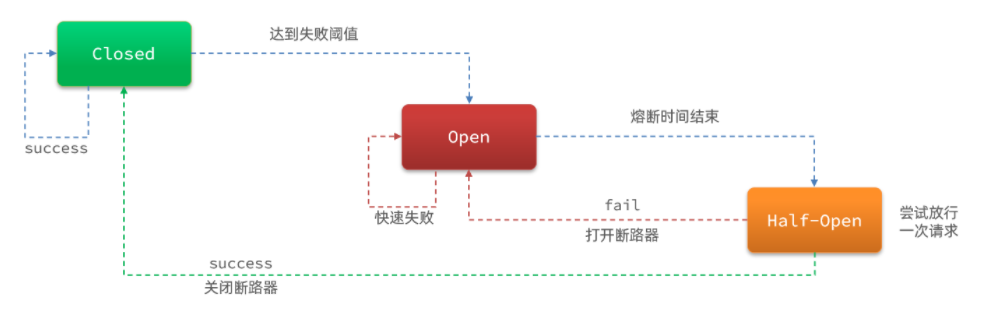 达到失败阈值
Closed
success
Open
熔断时间结束
快速失败
fail
打开断路器
Half-Open
尝试放行
一次请求
success
关闭断路器